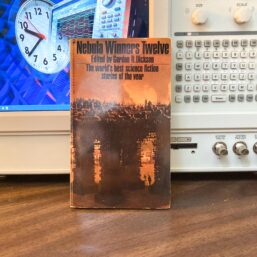 Nebula Winners Twelve
Edited by Gordon R. Dickson
The world's best science fiction
stories of the year